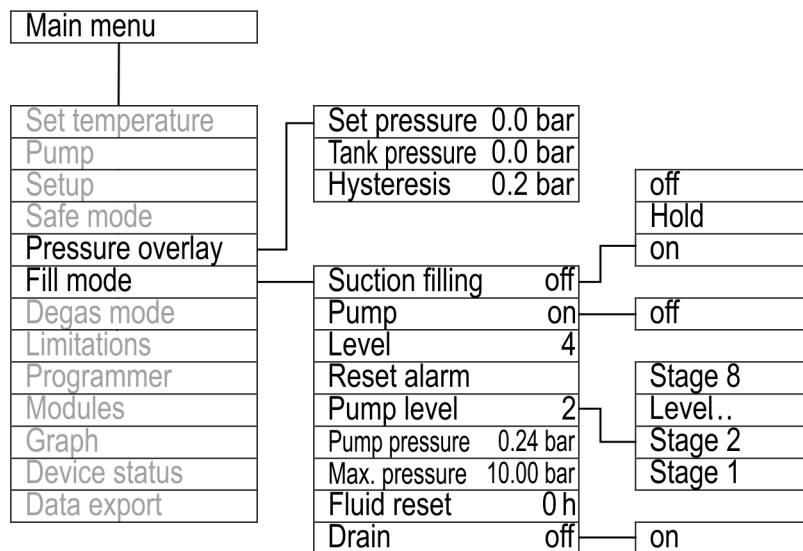 Main menu
Set temperature
Pump
Setup
Safe mode
Pressure overlay
Fill mode
Degas mode
Limitations
Programmer
Modules
Graph
Device status
Data export
Set pressure 0.0 bar
Tank pressure 0.0 bar
Hysteresis 0.2 bar
Suction filling off
Pump on
Level 4
Reset alarm
Pump level 2
Pump pressure 0.24 bar
Max. pressure 10.00 bar
Fluid reset 0 h
Drain off
off
Hold
on
off
Stage 8
Level..
Stage 2
Stage 1
on